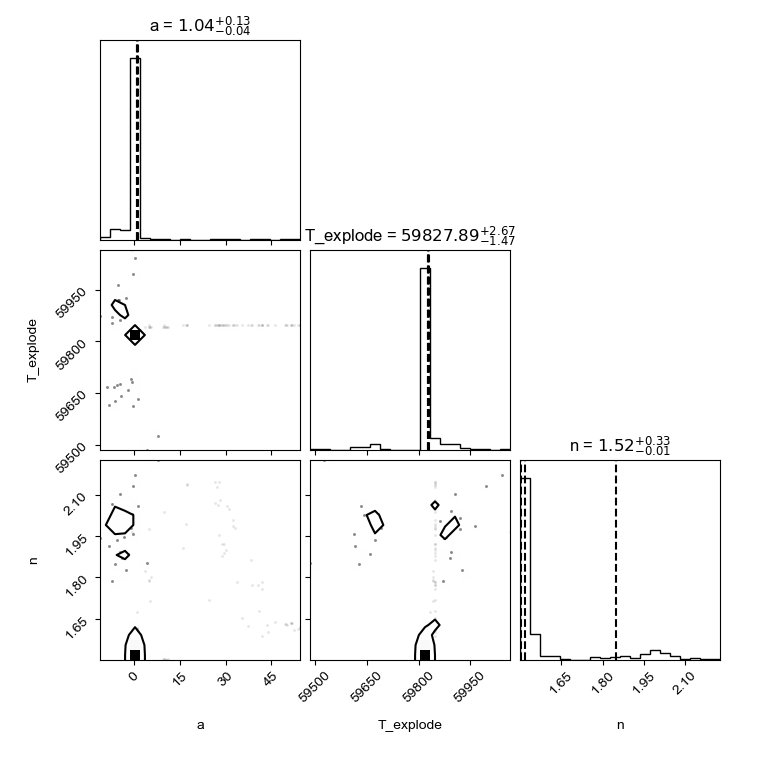 a = 1.04+0.13−0.04
T_explode = 59827.89+2.67−1.47
59950
59800
59650
59500
T_explode
n = 1.52+0.33−0.01
2.10
1.95
1.80
1.65
n
0 15 30 45
a
59500 59650 59800 59950
T_explode
1.65 1.80 1.95 2.10
n